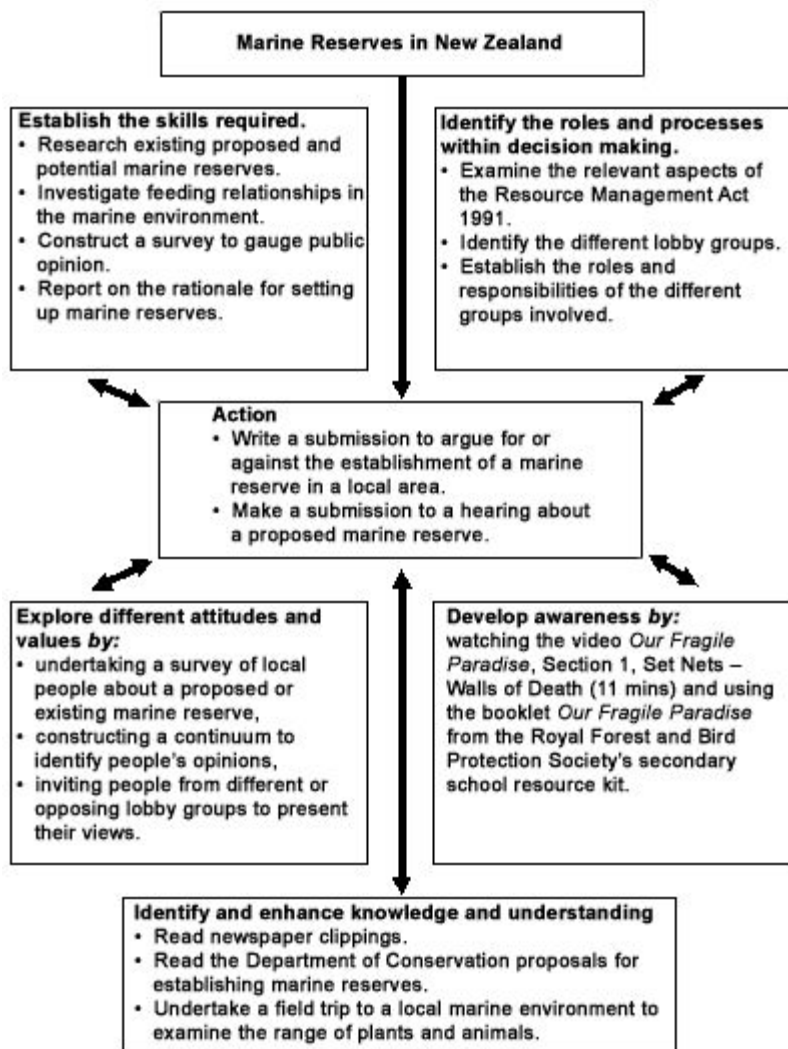 Marine Reserves in New Zealand
Establish the skills required.
• Research existing proposed and
potential marine reserves.
• Investigate feeding relationships in
the marine environment.
• Construct a survey to gauge public
opinion.
• Report on the rationale for setting
up marine reserves.
Identify the roles and processes
within decision making.
• Examine the relevant aspects of
the Resource Management Act
1991.
• Identify the different lobby groups.
• Establish the roles and
responsibilities of the different
groups involved.
Action
• Write a submission to argue for or
against the establishment of a marine
reserve in a local area.
• Make a submission to a hearing about
a proposed marine reserve.
Explore different attitudes and
values by:
• undertaking a survey of local
people about a proposed or
existing marine reserve,
• constructing a continuum to
identify people's opinions,
• inviting people from different or
opposing lobby groups to present
their views.
Develop awareness by:
watching the video Our Fragile
Paradise, Section 1, Set Nets –
Walls of Death (11 mins) and using
the booklet Our Fragile Paradise
from the Royal Forest and Bird
Protection Society's secondary
school resource kit.
Identify and enhance knowledge and understanding
• Read newspaper clippings.
• Read the Department of Conservation proposals for
establishing marine reserves.
• Undertake a field trip to a local marine environment to
examine the range of plants and animals.